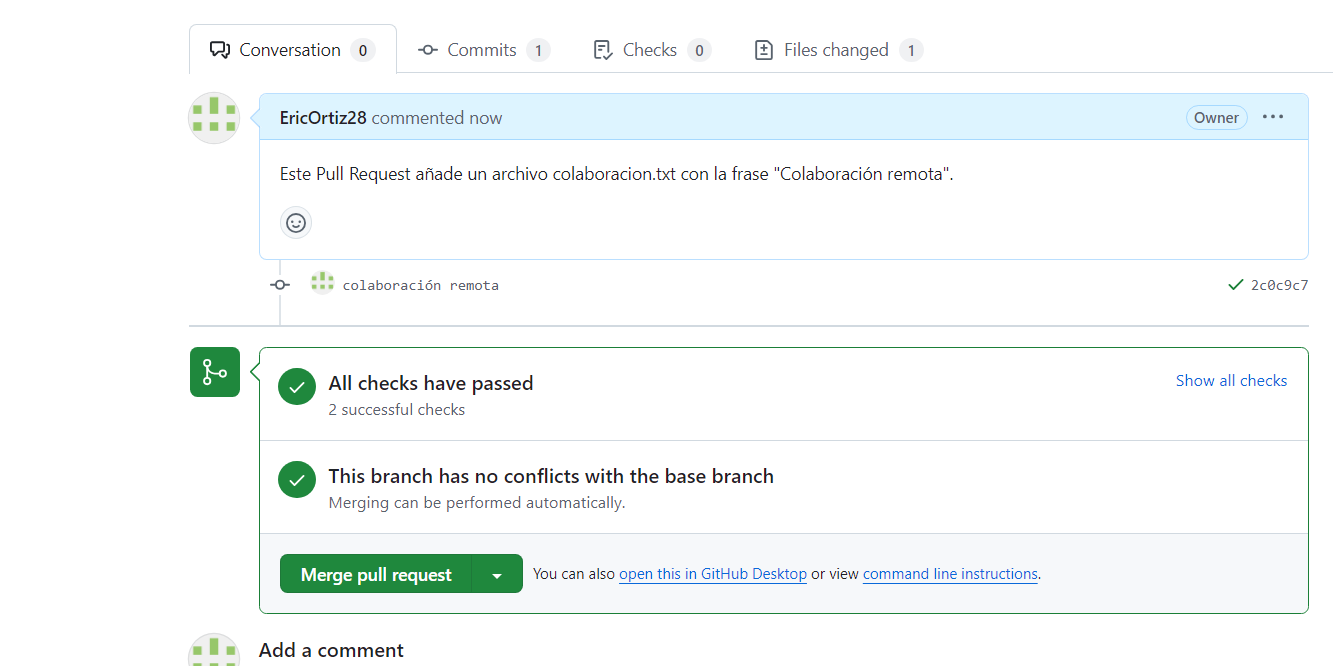 Conversation 0 Commits 1 Checks 0 Files changed 1
EricOrtiz28 commented now Owner
Este Pull Request añade un archivo colaboracion.txt con la frase "Colaboración remota".
colaboración remota 2c0c9c7
All checks have passed Show all checks
2 successful checks
This branch has no conflicts with the base branch
Merging can be performed automatically.
Merge pull request You can also open this in GitHub Desktop or view command line instructions.
Add a comment